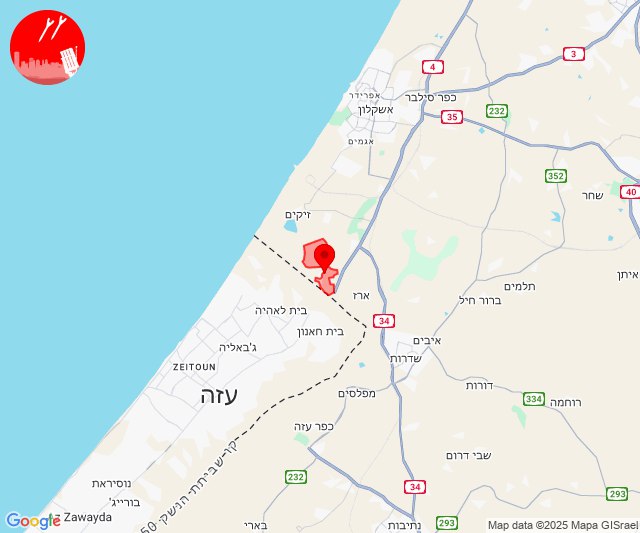 3
4
אפרידר
כפר סילבר
אשקלון
232
35
אגמים
352
שחר
40
זיקים
איתן
תלמים
ארז
ברור חיל
בית לאהיה
34
בית חאנון
איבים
ג'באליה
שדרות
ZEITOUN
דורות
עזה
מפלסים
334
רוחמה
כפר עזה
קו שביתת הנשק
50
שבי דרום
232
נוסיראת
34
293
בורייג'
Zawayda
בארי
נתיבות
293
Google
Map data ©2025 Mapa GISrael